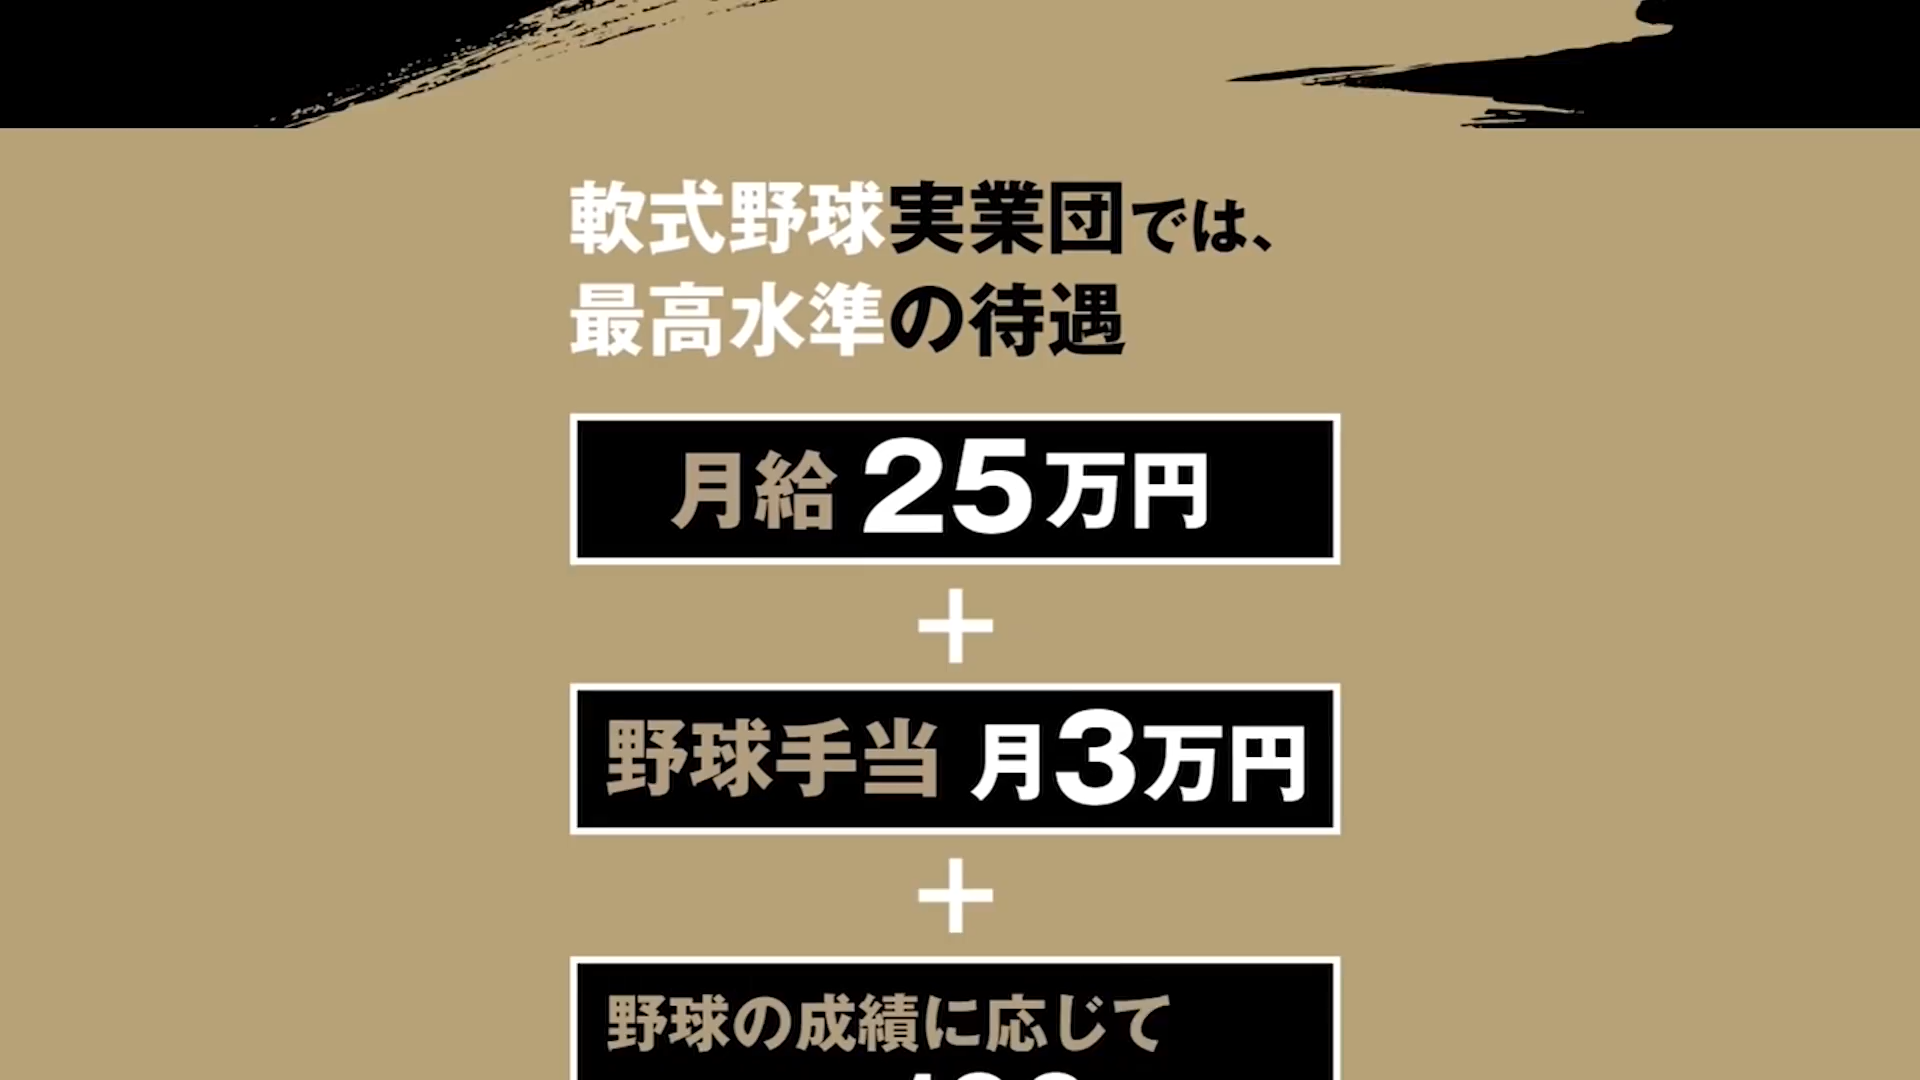 軟式野球実業団では、
最高水準の待遇
月給 25万円
+
野球手当 月3万円
+
野球の成績に応じて